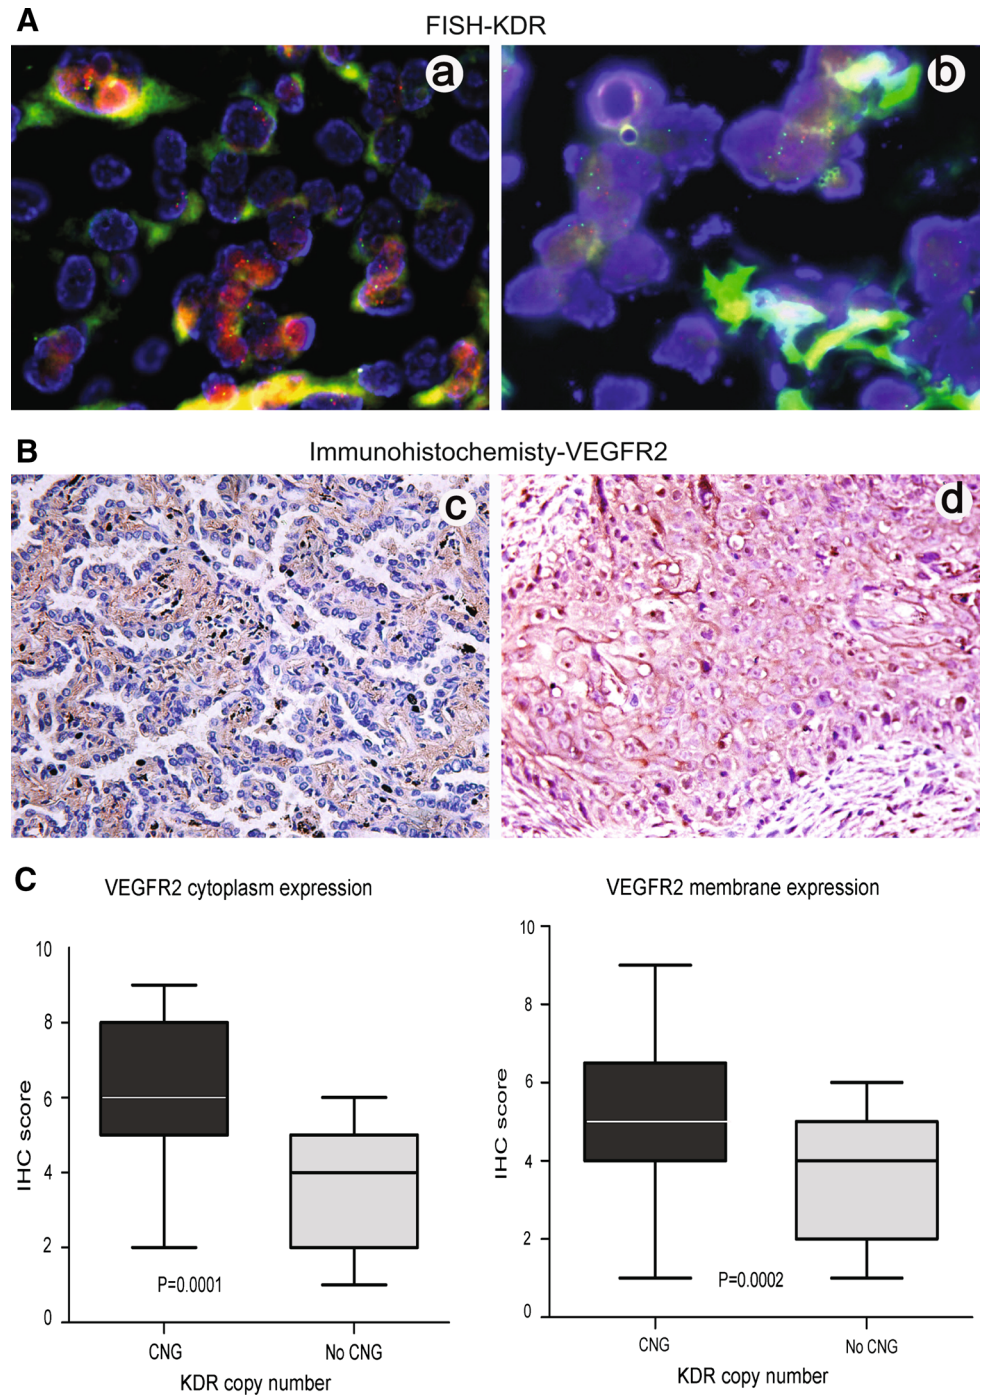 A
FISH-KDR
a
b
B
Immunohistochemisty-VEGFR2
c
d
C
VEGFR2 cytoplasm expression
10
8
6
4
2
0
IHC score
P=0.0001
CNG
No CNG
KDR copy number
VEGFR2 membrane expression
10
8
6
4
2
0
IHC score
P=0.0002
CNG
No CNG
KDR copy number